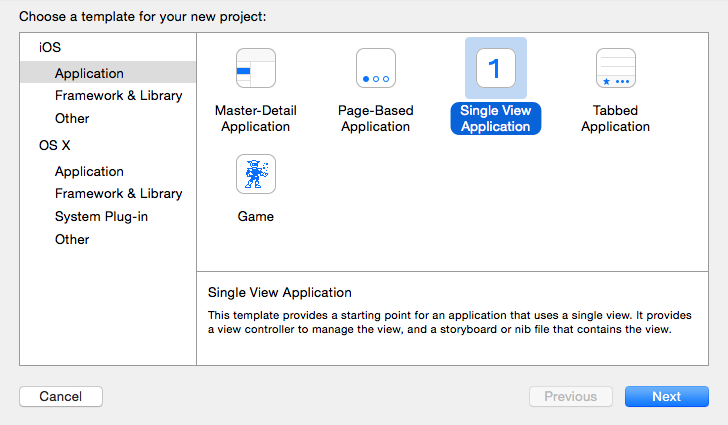 Choose a template for your new project:
iOS
Application
Framework & Library
Other
OS X
Application
Framework & Library
System Plug-in
Other
Master-Detail
Application
Page-Based
Application
1
Single View
Application
Tabbed
Application
Game
Single View Application
This template provides a starting point for an application that uses a single view. It provides
a view controller to manage the view, and a storyboard or nib file that contains the view.
Cancel
Previous
Next